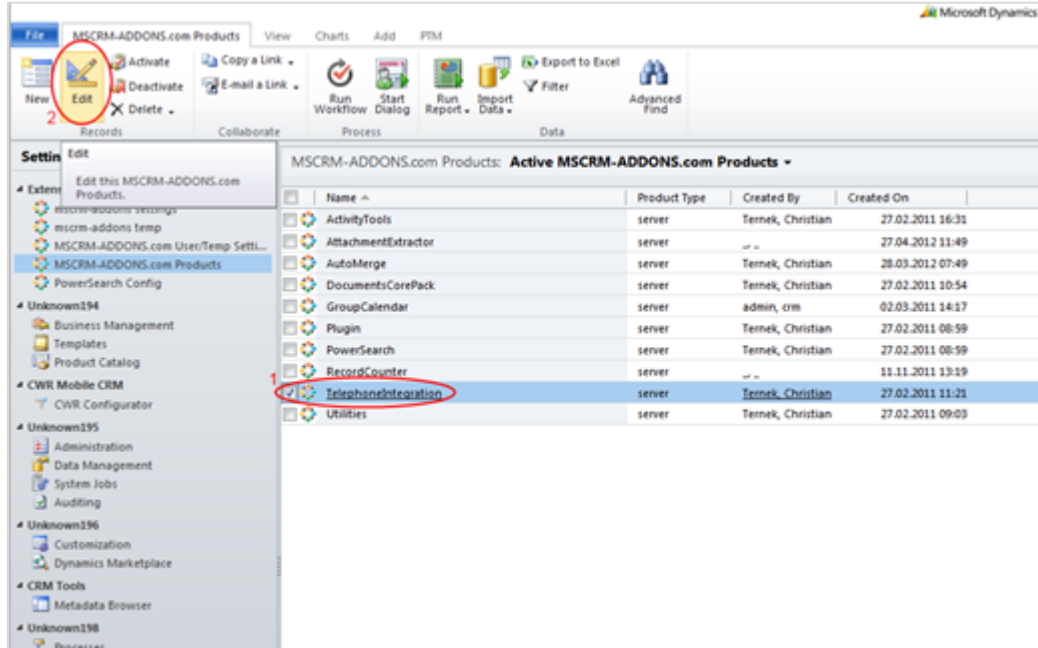 Microsoft Dynamics
File MSCRM-ADDONS.com Products View Charts Add PTM
New
Edit
2
Activate
Deactivate
Delete
Records
Copy a Link
E-mail a Link
Collaborate
Run Workflow
Start Dialog
Process
Run Report
Import Data
Export to Excel
Filter
Advanced Find
Data
Settin
Edit
Edit this MSCRM-ADDONS.com
Products.
Exten
mscrm-addons settings
mscrm-addons temp
MSCRM-ADDONS.com User/Temp Setti...
MSCRM-ADDONS.com Products
PowerSearch Config
Unknown194
Business Management
Templates
Product Catalog
CWR Mobile CRM
CWR Configurator
Unknown195
Administration
Data Management
System Jobs
Auditing
Unknown196
Customization
Dynamics Marketplace
CRM Tools
Metadata Browser
Unknown198
Processes
MSCRM-ADDONS.com Products: Active MSCRM-ADDONS.com Products
Name Product Type Created By Created On
ActivityTools server Ternek, Christian 27.02.2011 16:31
AttachmentExtractor server 27.04.2012 11:49
AutoMerge server Ternek, Christian 28.03.2012 07:49
DocumentsCorePack server Ternek, Christian 27.02.2011 10:54
GroupCalendar server admin, crm 02.03.2011 14:17
Plugin server Ternek, Christian 27.02.2011 08:59
PowerSearch server Ternek, Christian 27.02.2011 08:59
RecordCounter server 11.11.2011 13:19
1
TelephoneIntegration server Ternek, Christian 27.02.2011 11:21
Utilities server Ternek, Christian 27.02.2011 09:03